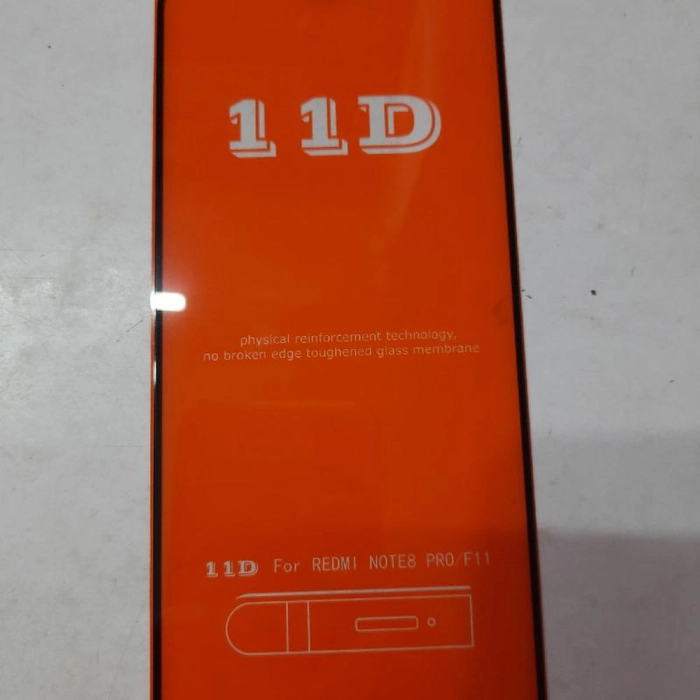 11D
physical reinforcement technology,
no broken edge toughened glass membrane
11D For REDMI NOTE8 PRO/F11